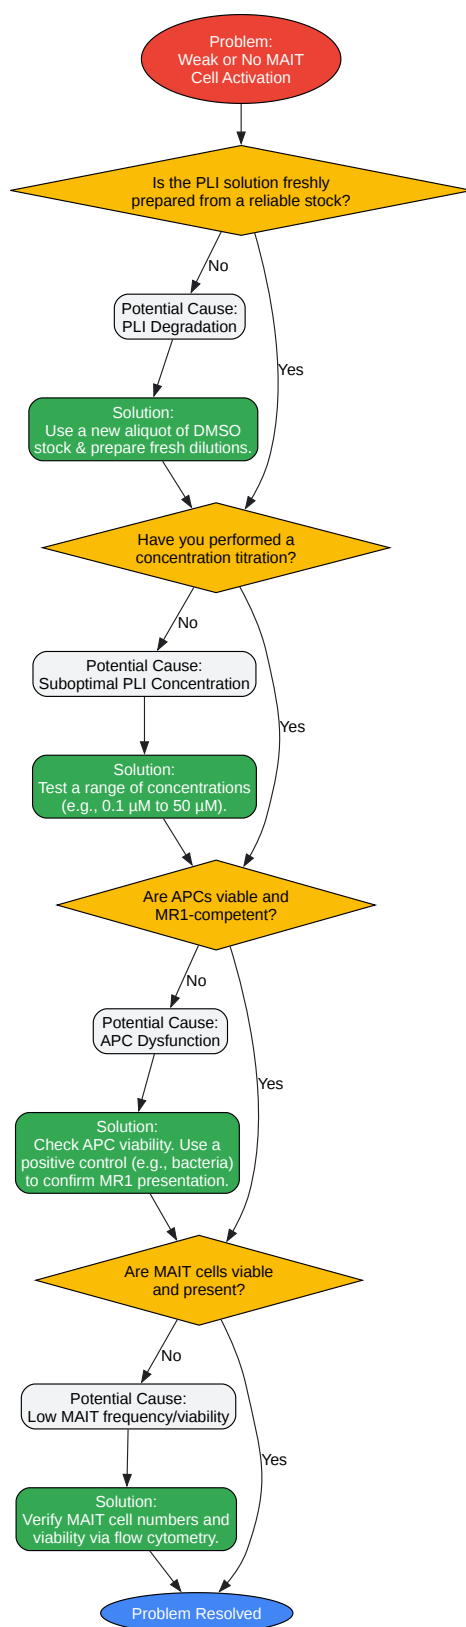 Problem:
Weak or No MAIT
Cell Activation
Is the PLI solution freshly
prepared from a reliable stock?
No
Potential Cause:
PLI Degradation
Yes
Solution:
Use a new aliquot of DMSO
stock & prepare fresh dilutions.
Have you performed a
concentration titration?
No
Potential Cause:
Suboptimal PLI Concentration
Yes
Solution:
Test a range of concentrations
(e.g., 0.1 µM to 50 µM).
Are APCs viable and
MR1-competent?
No
Potential Cause:
APC Dysfunction
Yes
Solution:
Check APC viability. Use a
positive control (e.g., bacteria)
to confirm MR1 presentation.
Are MAIT cells viable
and present?
No
Potential Cause:
Low MAIT frequency/viability
Yes
Solution:
Verify MAIT cell numbers and
viability via flow cytometry.
Problem Resolved